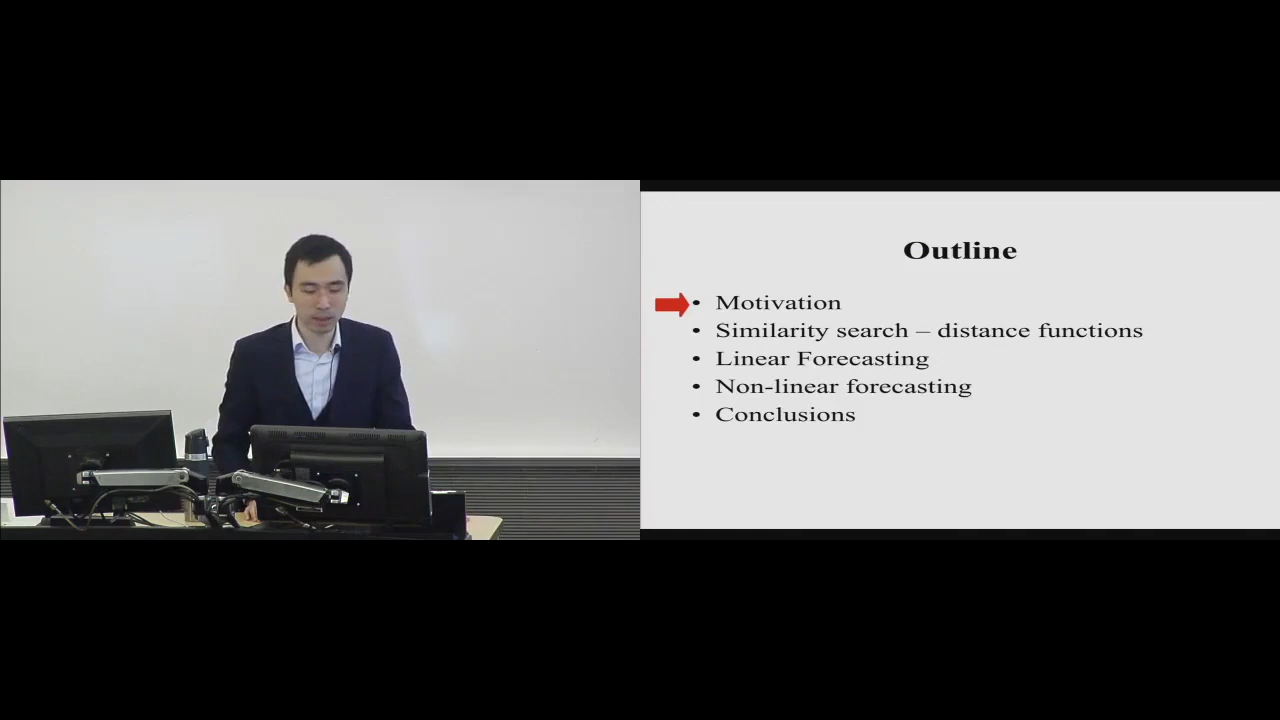 Outline
• Motivation
• Similarity search – distance functions
• Linear Forecasting
• Non-linear forecasting
• Conclusions